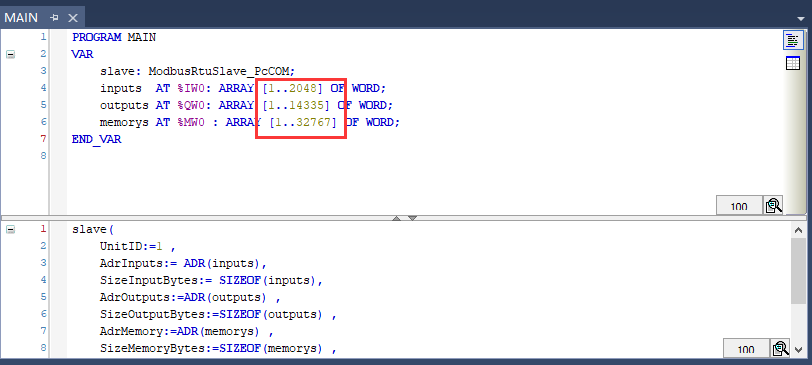 MAIN
1 PROGRAM MAIN
2 VAR
3 slave: ModbusRtuSlave_PcCOM;
4 inputs AT %IW0: ARRAY [1..2048] OF WORD;
5 outputs AT %QW0: ARRAY [1..14335] OF WORD;
6 memorys AT %MW0 : ARRAY [1..32767] OF WORD;
7 END_VAR
8
100
1 slave(
2 UnitID:=1 ,
3 AdrInputs:= ADR(inputs),
4 SizeInputBytes:= SIZEOF(inputs),
5 AdrOutputs:=ADR(outputs) ,
6 SizeOutputBytes:=SIZEOF(outputs) ,
7 AdrMemory:=ADR(memorys) ,
8 SizeMemoryBytes:=SIZEOF(memorys) ,
100